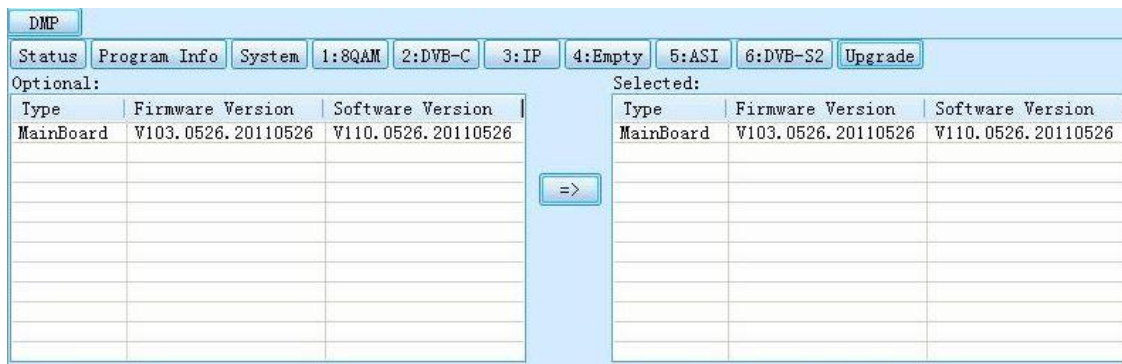 DMP
Status Program Info System 1:8QAM 2:DVB-C 3:IP 4:Empty 5:ASI 6:DVB-S2 Upgrade
Optional: Selected:
Type Firmware Version Software Version Type Firmware Version Software Version
MainBoard V103.0526.20110526 V110.0526.20110526 MainBoard V103.0526.20110526 V110.0526.20110526
=>